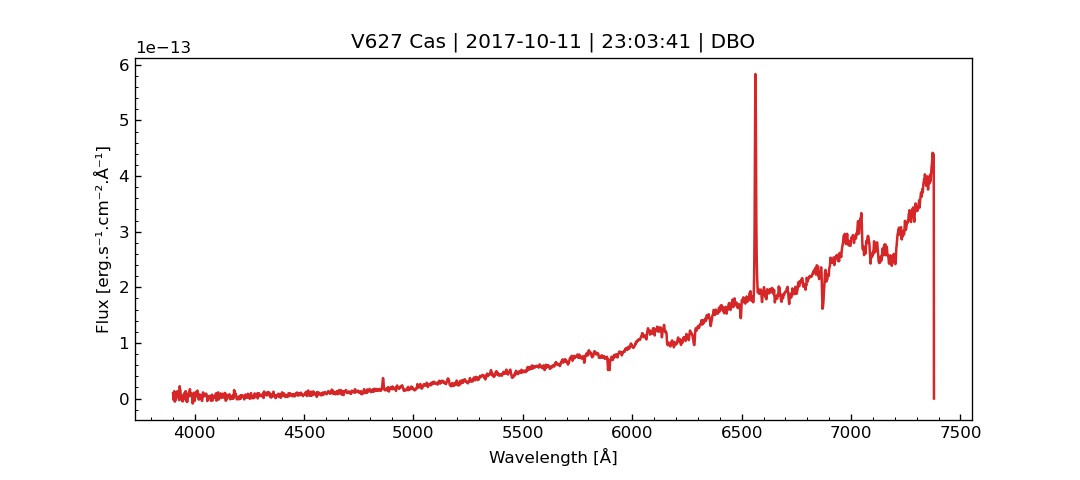 V627 Cas | 2017-10-11 | 23:03:41 | DBO
1e−13
6
5
4
3
2
1
0
Flux [erg.s⁻¹.cm⁻².Å⁻¹]
4000 4500 5000 5500 6000 6500 7000 7500
Wavelength [Å]